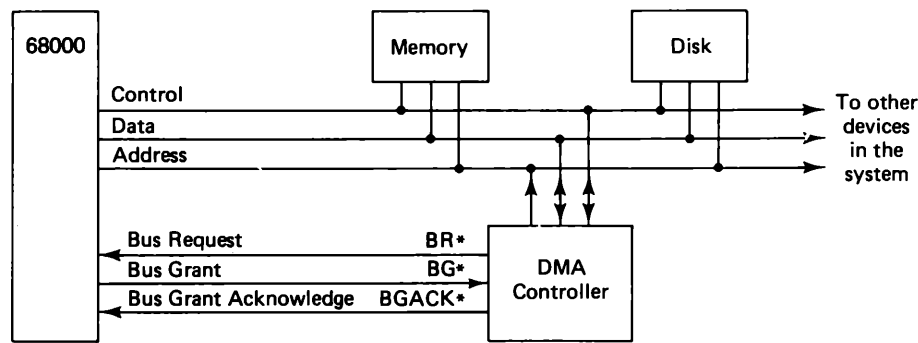 68000
Memory
Disk
Control
Data
Address
To other
devices
in the
system
Bus Request BR*
Bus Grant BG*
Bus Grant Acknowledge BGACK*
DMA
Controller